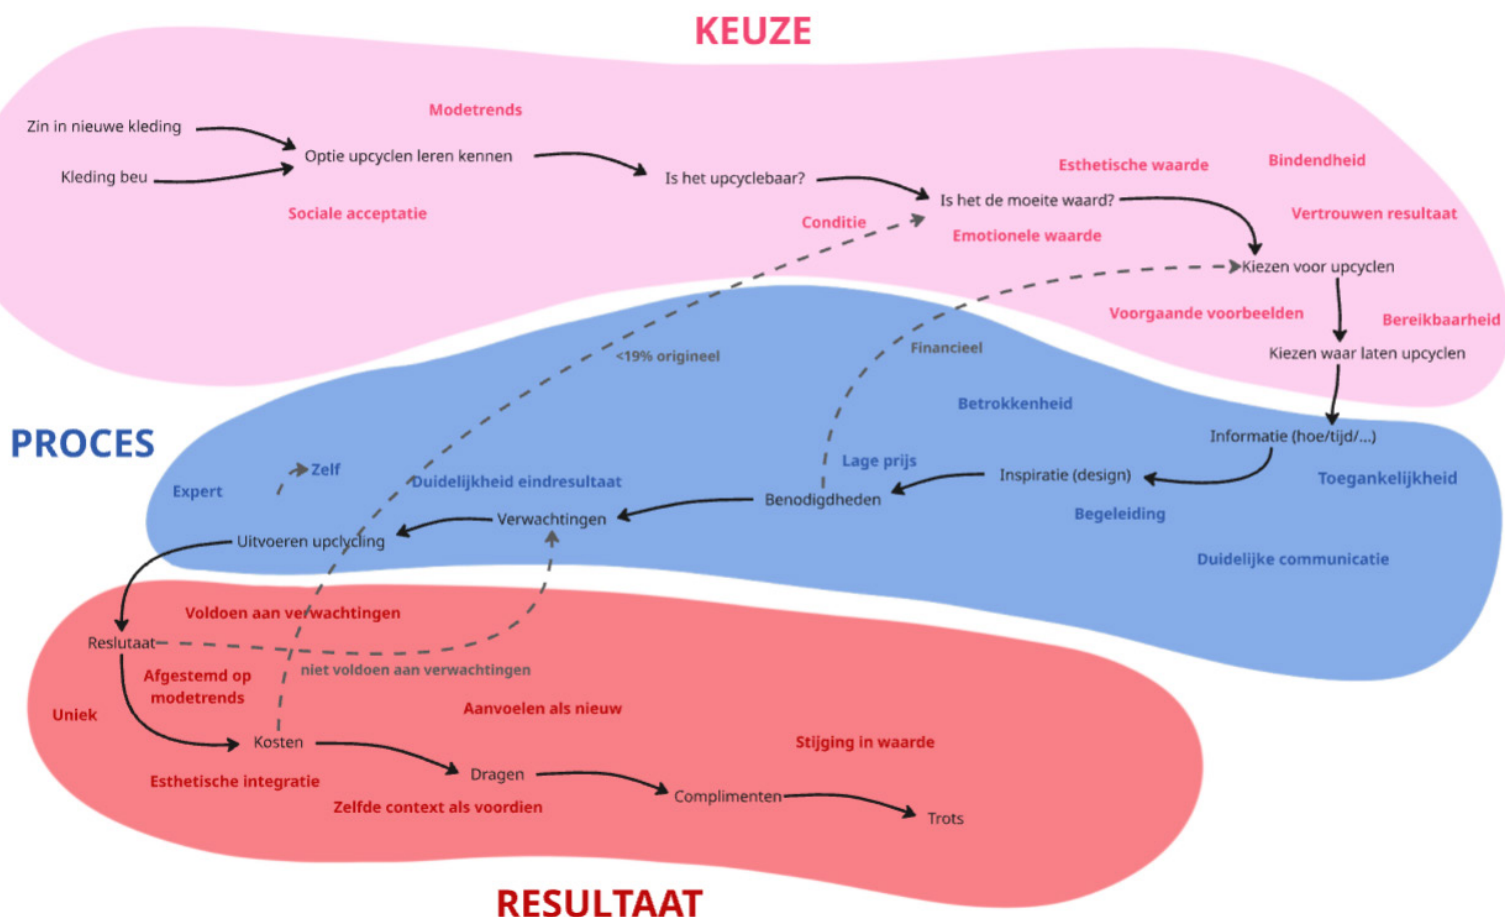 KEUZE
Modetrends
Zin in nieuwe kleding
Optie upcyclen leren kennen
Kleding beu
Sociale acceptatie
Is het upcyclebaar?
Esthetische waarde
Bindendheid
Is het de moeite waard?
Conditie
Emotionele waarde
Vertrouwen resultaat
Kiezen voor upcyclen
Voorgaande voorbeelden
Bereikbaarheid
Kiezen waar laten upcyclen
<19% origineel
Financieel
PROCES
Betrokkenheid
Informatie (hoe/tijd/...)
Toegankelijkheid
Inspiratie (design)
Lage prijs
Begeleiding
Duidelijke communicatie
Benodigdheden
Duidelijkheid eindresultaat
Verwachtingen
Zelf
Expert
Uitvoeren upclycling
Voldoen aan verwachtingen
Reslutaat
niet voldoen aan verwachtingen
Afgestemd op
modetrends
Uniek
Aanvoelen als nieuw
Kosten
Stijging in waarde
Esthetische integratie
Dragen
Zelfde context als voordien
Complimenten
Trots
RESULTAAT